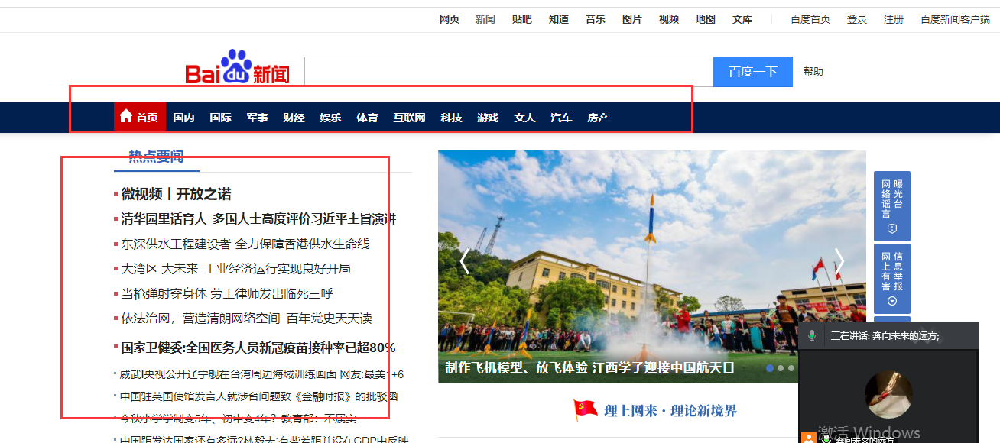 网页 新闻 贴吧 知道 音乐 图片 视频 地图 文库 百度首页 登录 注册 百度新闻客户端
Bai du 新闻 百度一下 帮助
首页 国内 国际 军事 财经 娱乐 体育 互联网 科技 游戏 女人 汽车 房产
热点要闻
微视频丨开放之诺
清华园里话育人 多国人士高度评价习近平主旨演讲
东深供水工程建设者 全力保障香港供水生命线
大湾区 大未来 工业经济运行实现良好开局
当枪弹射穿身体 劳工律师发出临死三呼
依法治网，营造清朗网络空间 百年党史天天读
国家卫健委:全国医务人员新冠疫苗接种率已超80%
威武!央视公开辽宁舰在台湾周边海域训练画面 网友:最美1+6
中国驻英国使馆发言人就涉台问题致《金融时报》的批驳函
今秋小学学制变5年、初中变4年？教育部：不属实
中国距发达国家还有多远?林毅夫:有些差距并没在GDP中反映
制作飞机模型、放飞体验 江西学子迎接中国航天日
理上网来·理论新境界
曝光台
网络谣言
信息举报
网上有害
正在讲话: 奔向未来的远方;
激活 Windows
奔向未来的远方